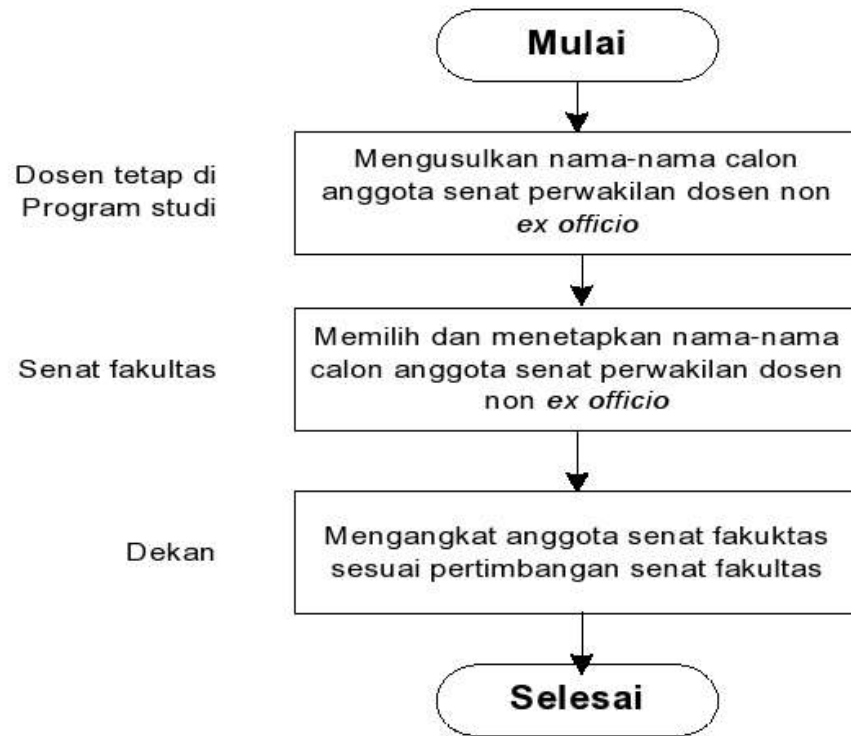 Mulai
Dosen tetap di
Program studi
Mengusulkan nama-nama calon
anggota senat perwakilan dosen non
ex officio
Senat fakultas
Memilih dan menetapkan nama-nama
calon anggota senat perwakilan dosen
non ex officio
Dekan
Mengangkat anggota senat fakuktas
sesuai pertimbangan senat fakultas
Selesai